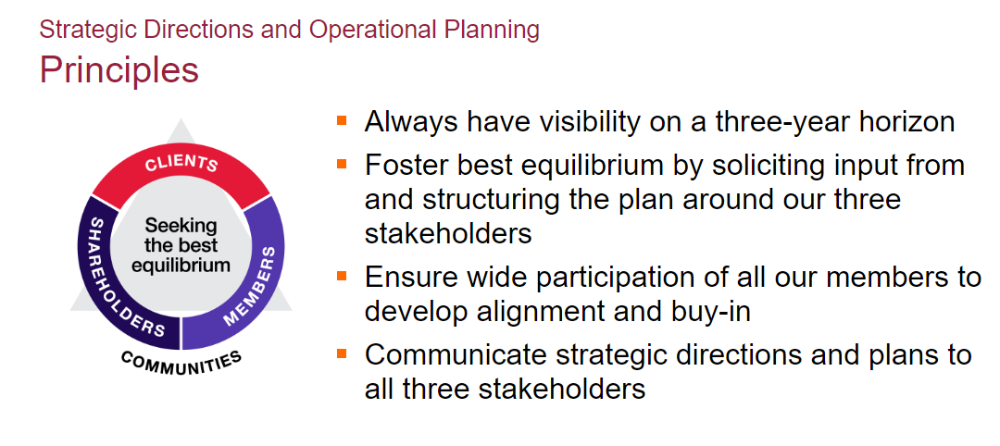 Strategic Directions and Operational Planning
Principles
CLIENTS
SHAREHOLDERS
MEMBERS
Seeking
the best
equilibrium
COMMUNITIES
▪ Always have visibility on a three-year horizon
▪ Foster best equilibrium by soliciting input from
and structuring the plan around our three
stakeholders
▪ Ensure wide participation of all our members to
develop alignment and buy-in
▪ Communicate strategic directions and plans to
all three stakeholders